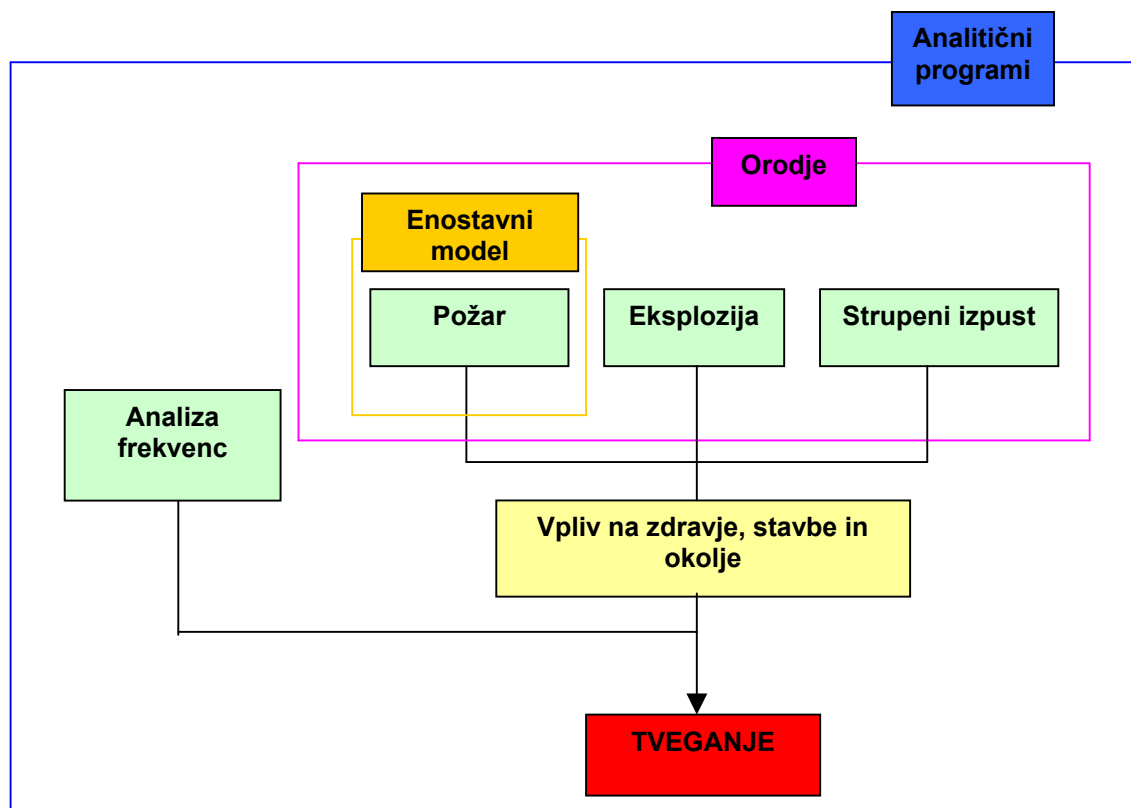 Analitični
programi
Orodje
Enostavni
model
Požar
Eksplozija
Strupeni izpust
Analiza
frekvenc
Vpliv na zdravje, stavbe in
okolje
TVEGANJE